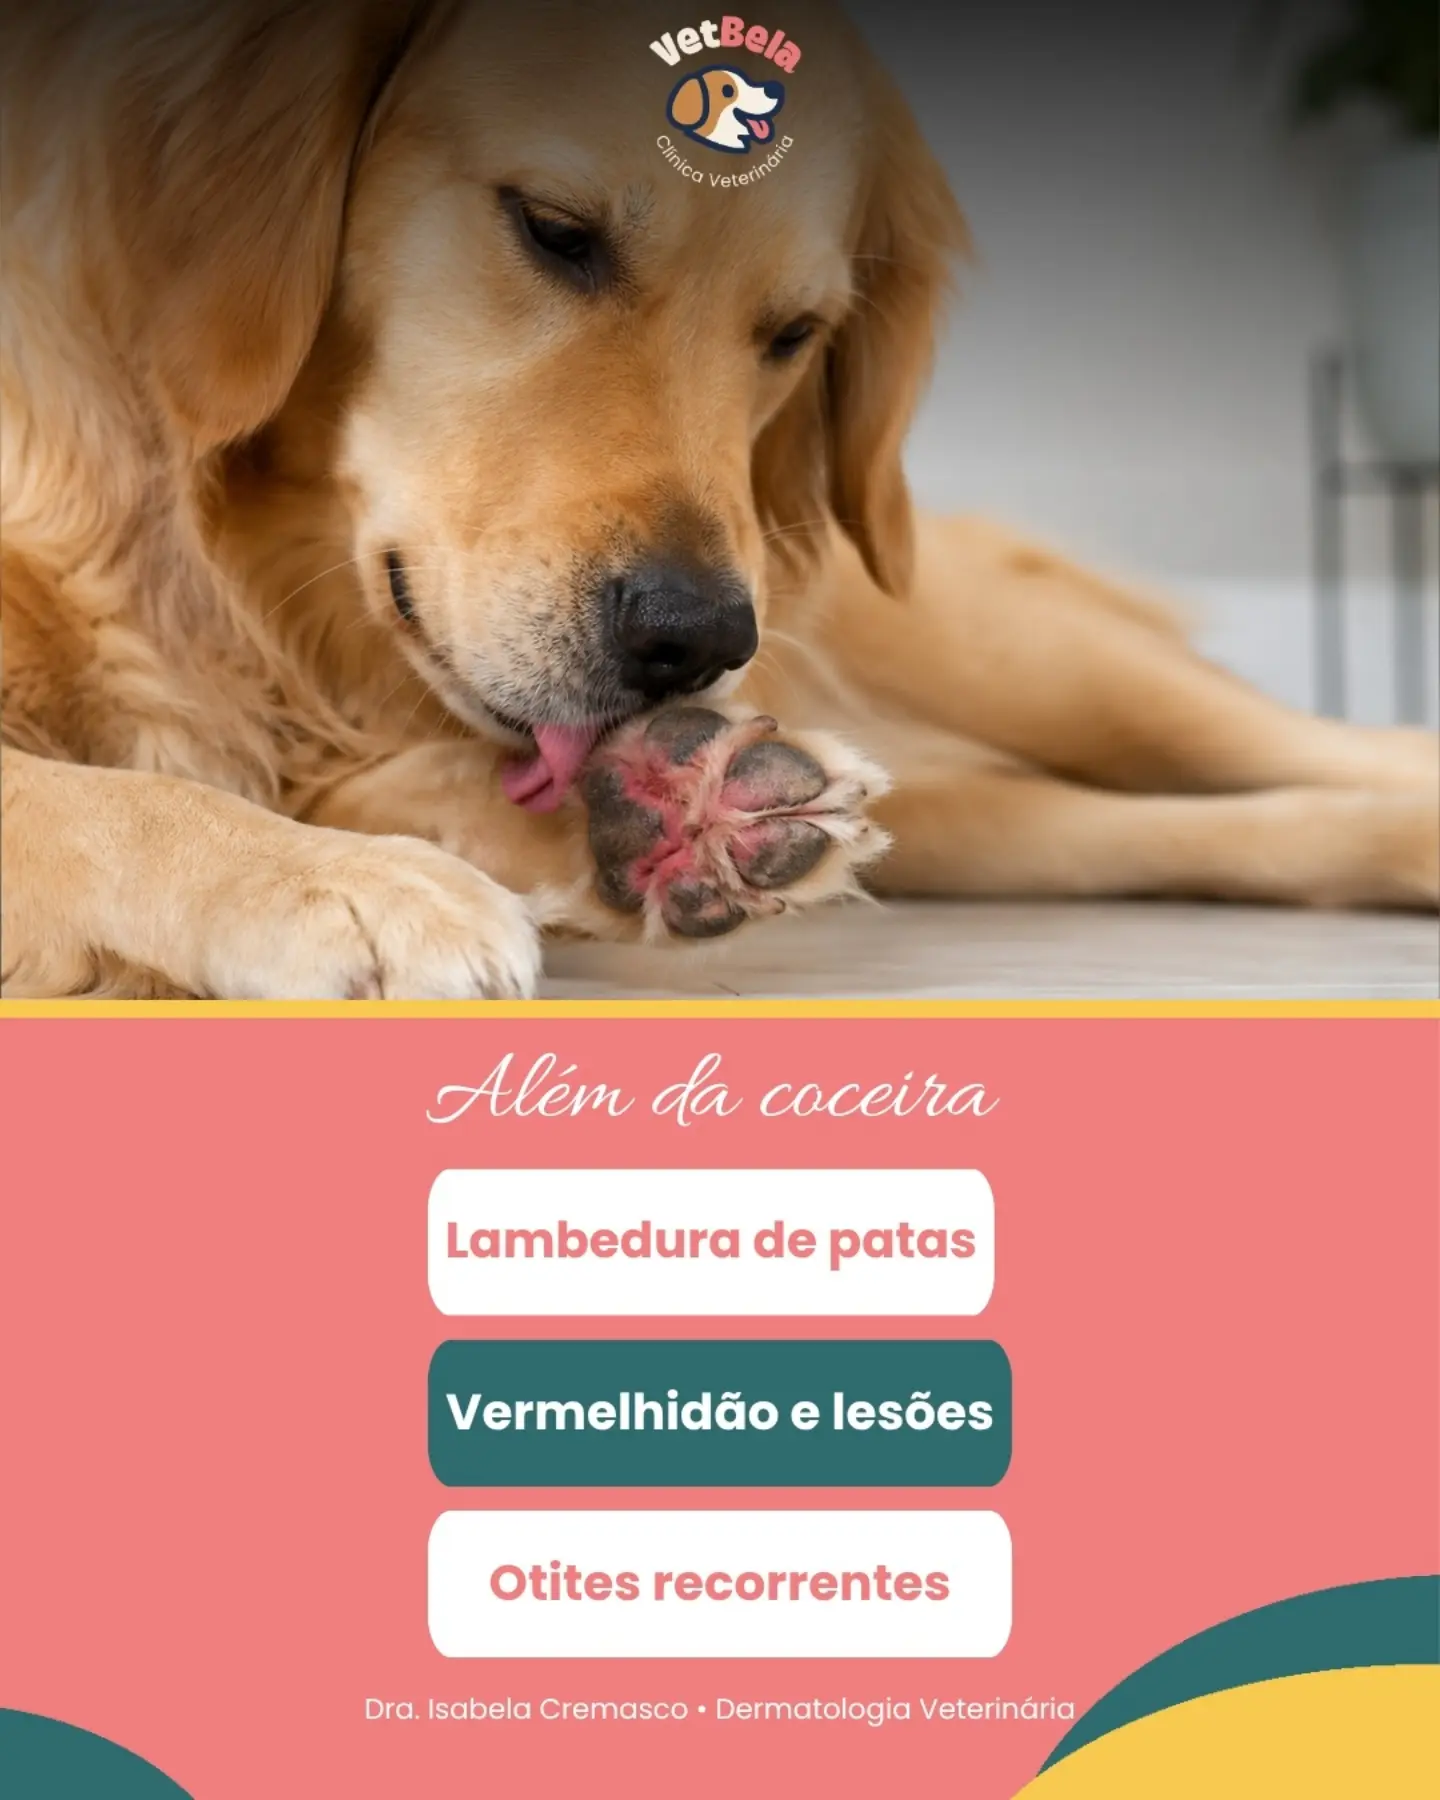 VetBela
Clínica Veterinária
Além da coceira
Lambedura de patas
Vermelhidão e lesões
Otites recorrentes
Dra. Isabela Cremasco • Dermatologia Veterinária